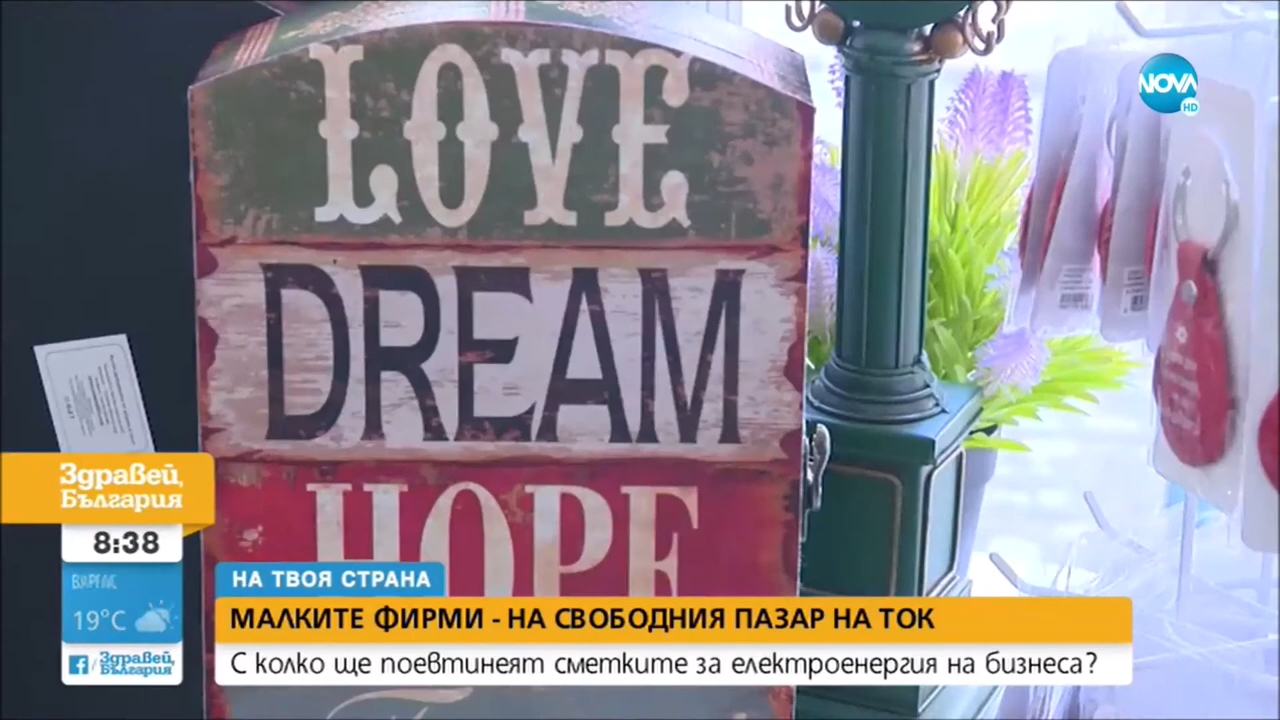 LOVE
DREAM
HOPE
NOVA
HD
Здравей,
България
8:38
19°C
Здравей,
България
НА ТВОЯ СТРАНА
МАЛКИТЕ ФИРМИ - НА СВОБОДНИЯ ПАЗАР НА ТОК
С колко ще поевтинеят сметките за електроенергия на бизнеса?